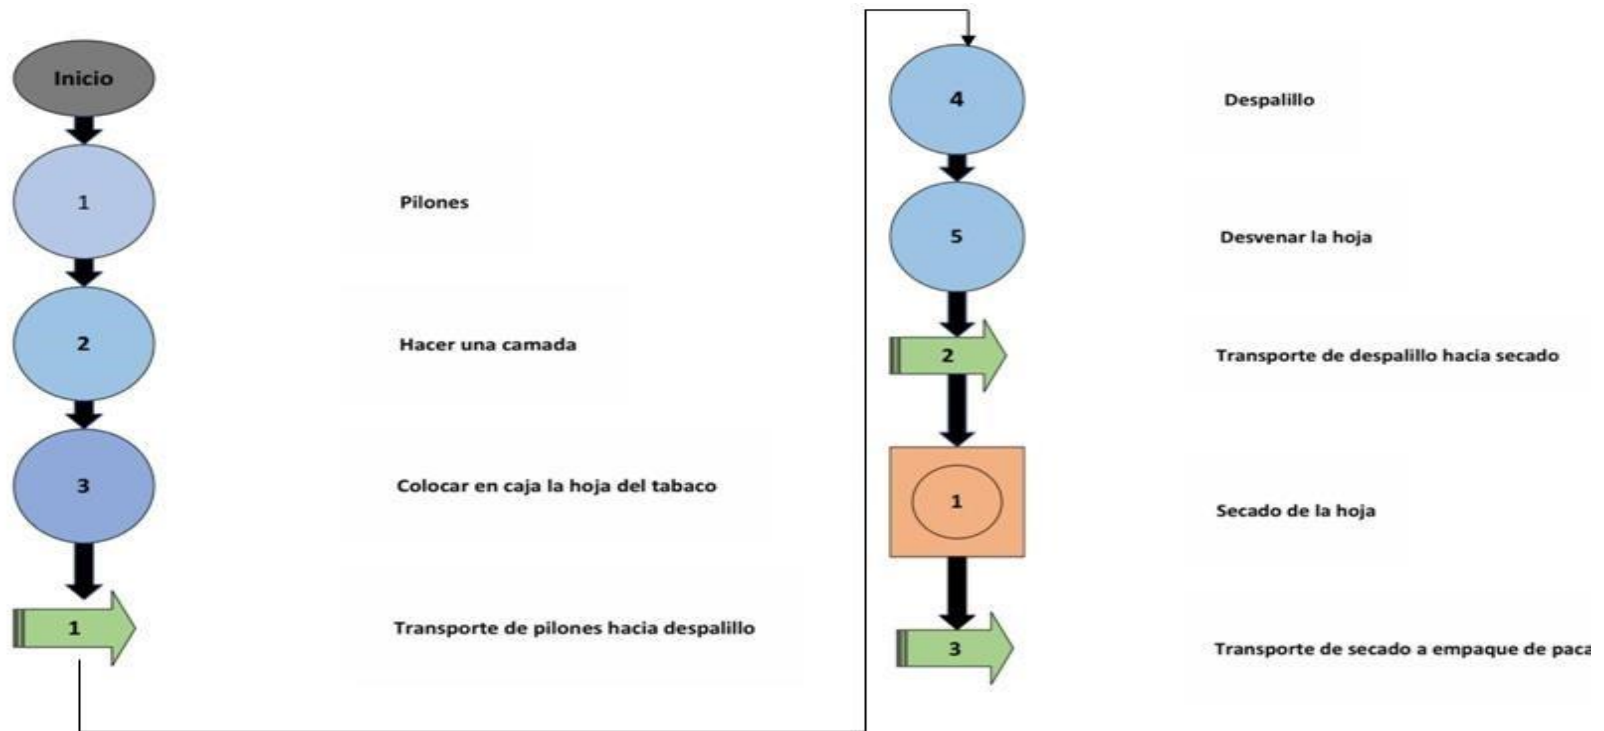 Inicio
1
Pilones
2
Hacer una camada
3
Colocar en caja la hoja del tabaco
1
Transporte de pilones hacia despalillo
4
Despalillo
5
Desvenar la hoja
2
Transporte de despalillo hacia secado
1
Secado de la hoja
3
Transporte de secado a empaque de paca